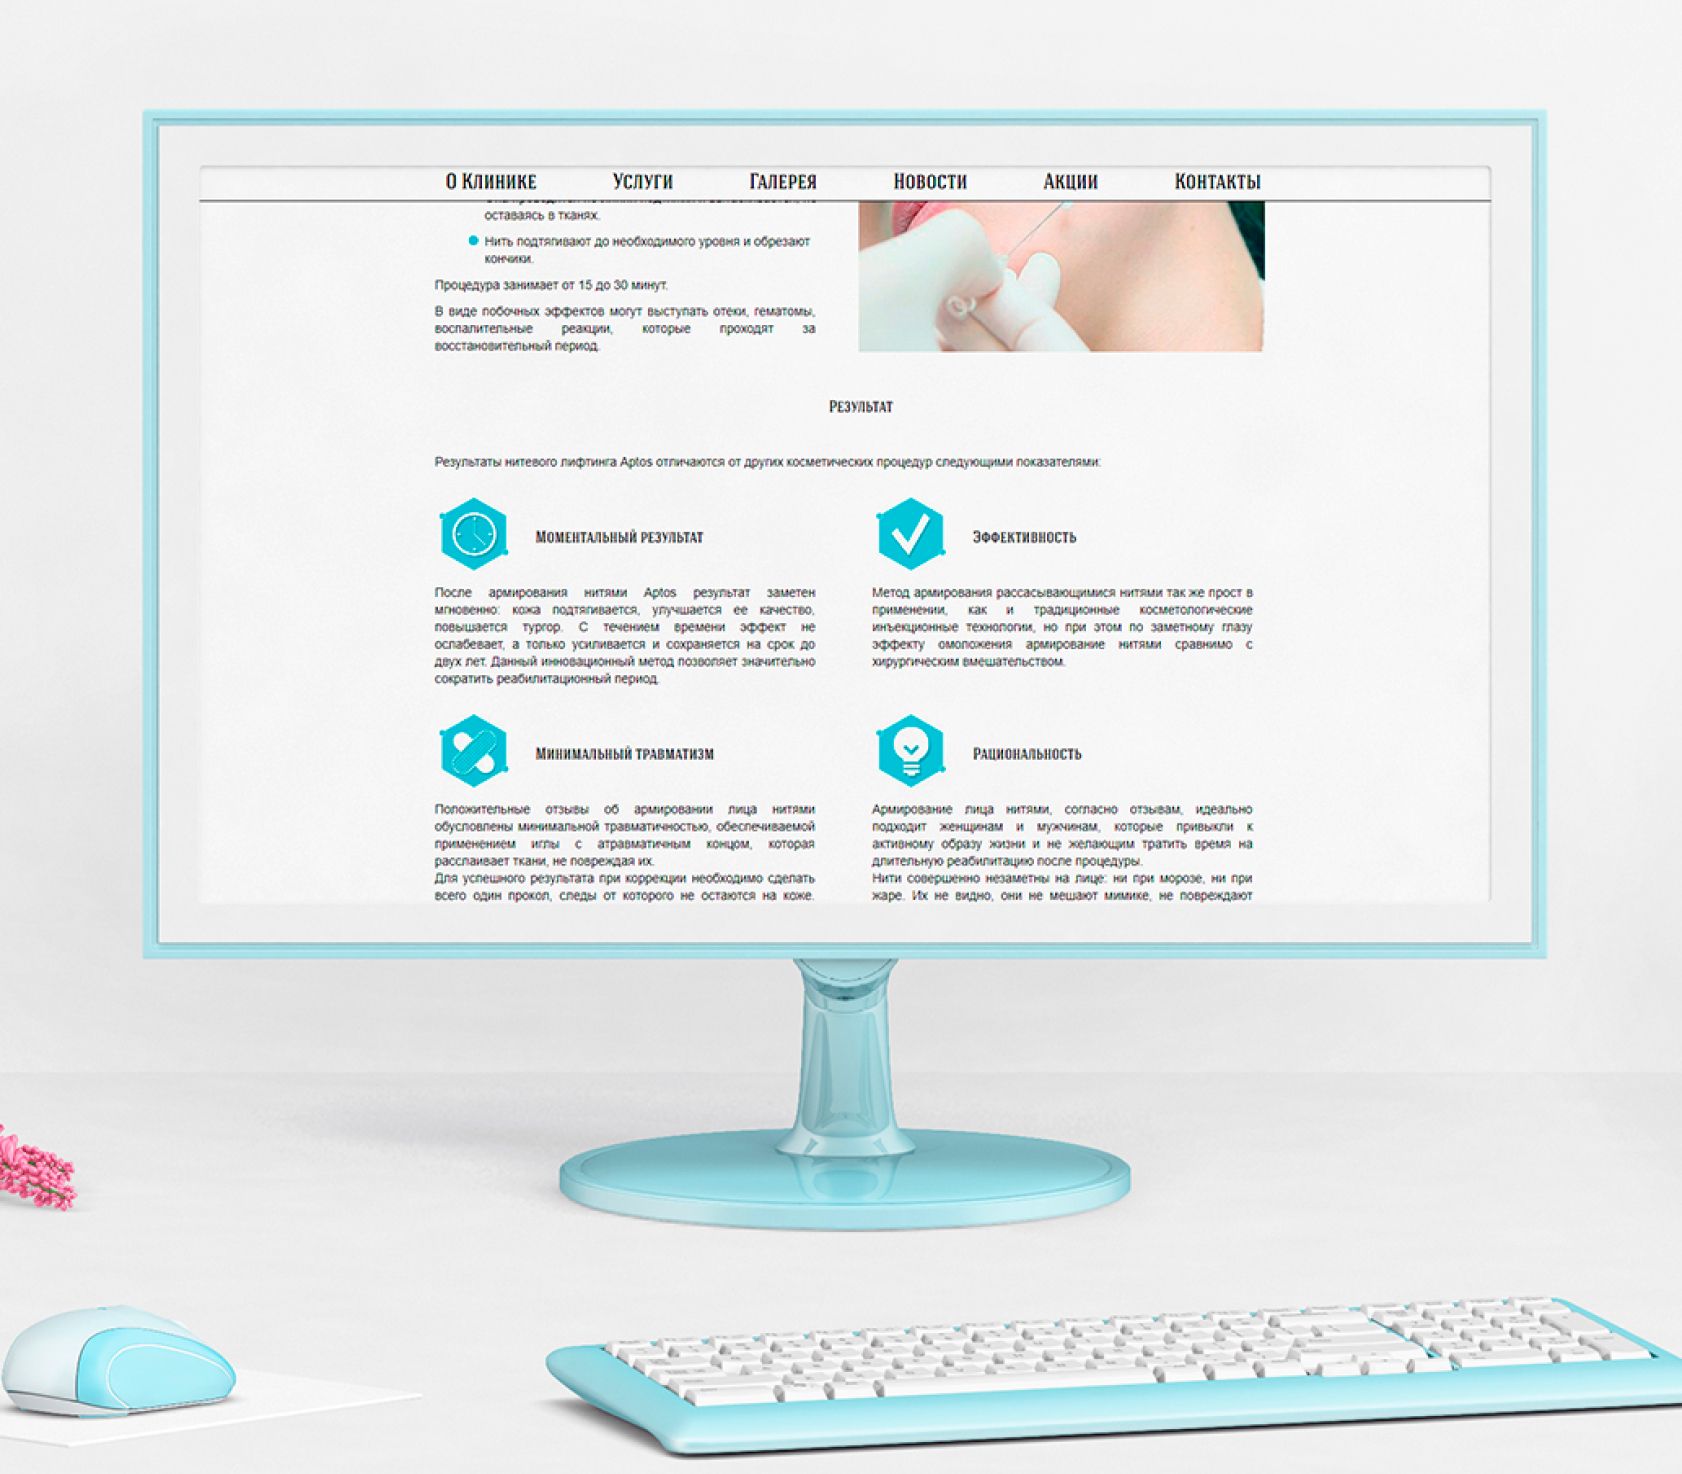 О Клинике Услуги Галерея Новости Акции Контакты
оставаясь в тканях.
Нить подтягивают до необходимого уровня и обрезают
кончики.
Процедура занимает от 15 до 30 минут.
В виде побочных эффектов могут выступать отеки, гематомы,
воспалительные реакции, которые проходят за
восстановительный период.
Результат
Результаты нитевого лифтинга Aptos отличаются от других косметических процедур следующими показателями:
Моментальный результат
После армирования нитями Aptos результат заметен
мгновенно: кожа подтягивается, улучшается ее качество,
повышается тургор. С течением времени эффект не
ослабевает, а только усиливается и сохраняется на срок до
двух лет. Данный инновационный метод позволяет значительно
сократить реабилитационный период.
Эффективность
Метод армирования рассасывающимися нитями так же прост в
применении, как и традиционные косметологические
инъекционные технологии, но при этом по заметному глазу
эффекту омоложения армирование нитями сравнимо с
хирургическим вмешательством.
Минимальный травматизм
Положительные отзывы об армировании лица нитями
обусловлены минимальной травматичностью, обеспечиваемой
применением иглы с атравматичным концом, которая
расслаивает ткани, не повреждая их.
Для успешного результата при коррекции необходимо сделать
всего один прокол, следы от которого не остаются на коже.
Рациональность
Армирование лица нитями, согласно отзывам, идеально
подходит женщинам и мужчинам, которые привыкли к
активному образу жизни и не желающим тратить время на
длительную реабилитацию после процедуры.
Нити совершенно незаметны на лице: ни при морозе, ни при
жаре. Их не видно, они не мешают мимике, не повреждают